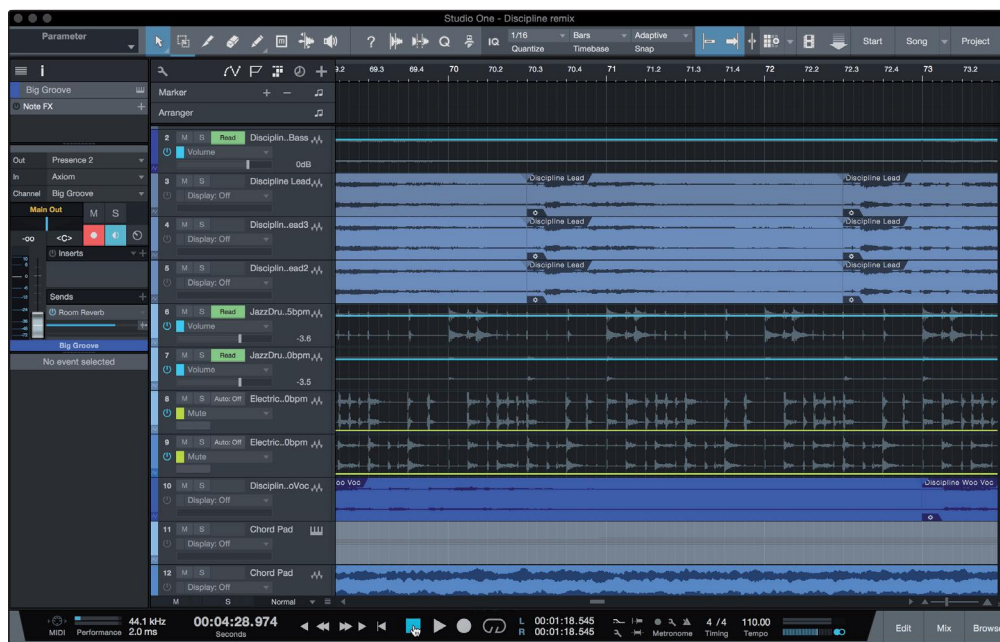 Studio One - Discipline remix
Parameter
IQ
1/16
Quantize
Bars
Timebase
Adaptive
Snap
Start
Song
Project
i
9.2 69.3 69.4 70 70.2 70.3 70.4 71 71.2 71.3 71.4 72 72.2 72.3 72.4 73 73.2
Big Groove
Note FX
Marker
Arranger
Out Presence 2
In Axiom
Channel Big Groove
Main Out M S
-oo <C>
Inserts
Sends
Room Reverb
Big Groove
No event selected
2 M S Read Disciplin..Bass
Volume
0dB
3 M S Discipline Lead
Display: Off
Discipline Lead Discipline Lead
4 M S Disciplin..ead3
Display: Off
Discipline Lead Discipline Lead
5 M S Disciplin..ead2
Display: Off
Discipline Lead Discipline Lead
6 M S Read JazzDru..5bpm
Volume
-3.6
7 M S Read JazzDru..0bpm
Volume
-3.5
8 M S Auto: Off Electric..0bpm
Mute
9 M S Auto: Off Electric..0bpm
Mute
10 M S Disciplin..oVoc
Display: Off
oo Voc Discipline Woo Voc
11 M S Chord Pad
Display: Off
12 M S Chord Pad
Display: Off
M S Normal
MIDI
Performance
44.1 kHz
2.0 ms
00:04:28.974
Seconds
L 00:01:18.545
R 00:01:18.545
Metronome
4 / 4
Timing
110.00
Tempo
Edit
Mix
Brows